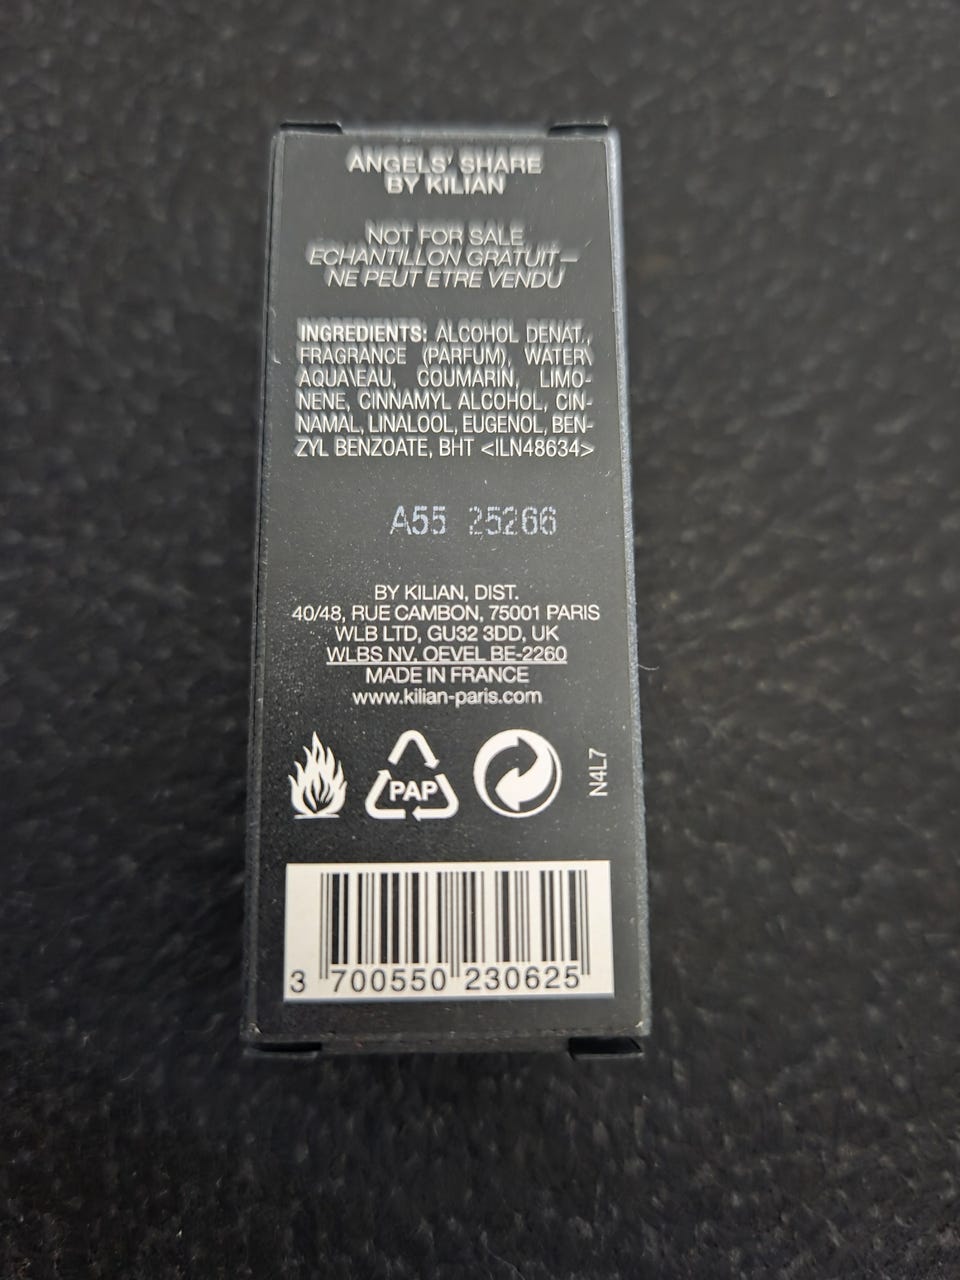 ANGELS' SHARE
BY KILIAN
NOT FOR SALE
ECHANTILLON GRATUIT—
NE PEUT ETRE VENDU
INGREDIENTS: ALCOHOL DENAT.,
FRAGRANCE (PARFUM), WATER\
AQUA\EAU, COUMARIN, LIMO-
NENE, CINNAMYL ALCOHOL, CIN-
NAMAL, LINALOOL, EUGENOL, BEN-
ZYL BENZOATE, BHT <ILN48634>
A55 25266
BY KILIAN, DIST.
40/48, RUE CAMBON, 75001 PARIS
WLB LTD, GU32 3DD, UK
WLBS NV, OEVEL BE-2260
MADE IN FRANCE
www.kilian-paris.com
PAP
N4L7
3 700550 230625